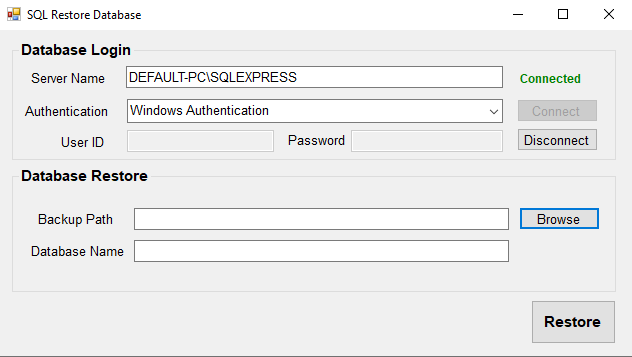 SQL Restore Database
Database Login
Server Name DEFAULT-PC\SQLEXPRESS Connected
Authentication Windows Authentication Connect
User ID Password Disconnect
Database Restore
Backup Path Browse
Database Name
Restore